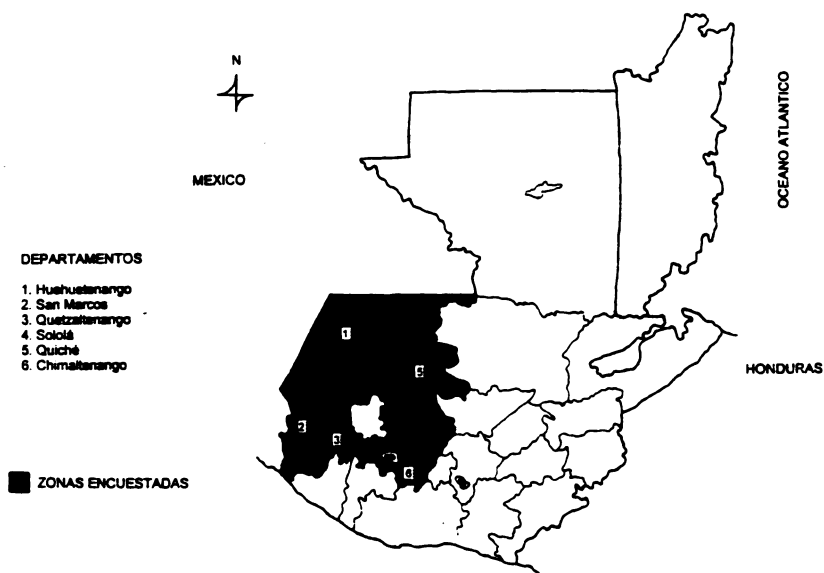 N
MEXICO
OCEANO ATLANTICO
DEPARTAMENTOS
1. Huehuetenango
2. San Marcos
3. Quetzaltenango
4. Sololá
5. Quiché
6. Chimaltenango
HONDURAS
ZONAS ENCUESTADAS
1
5
2
3
6